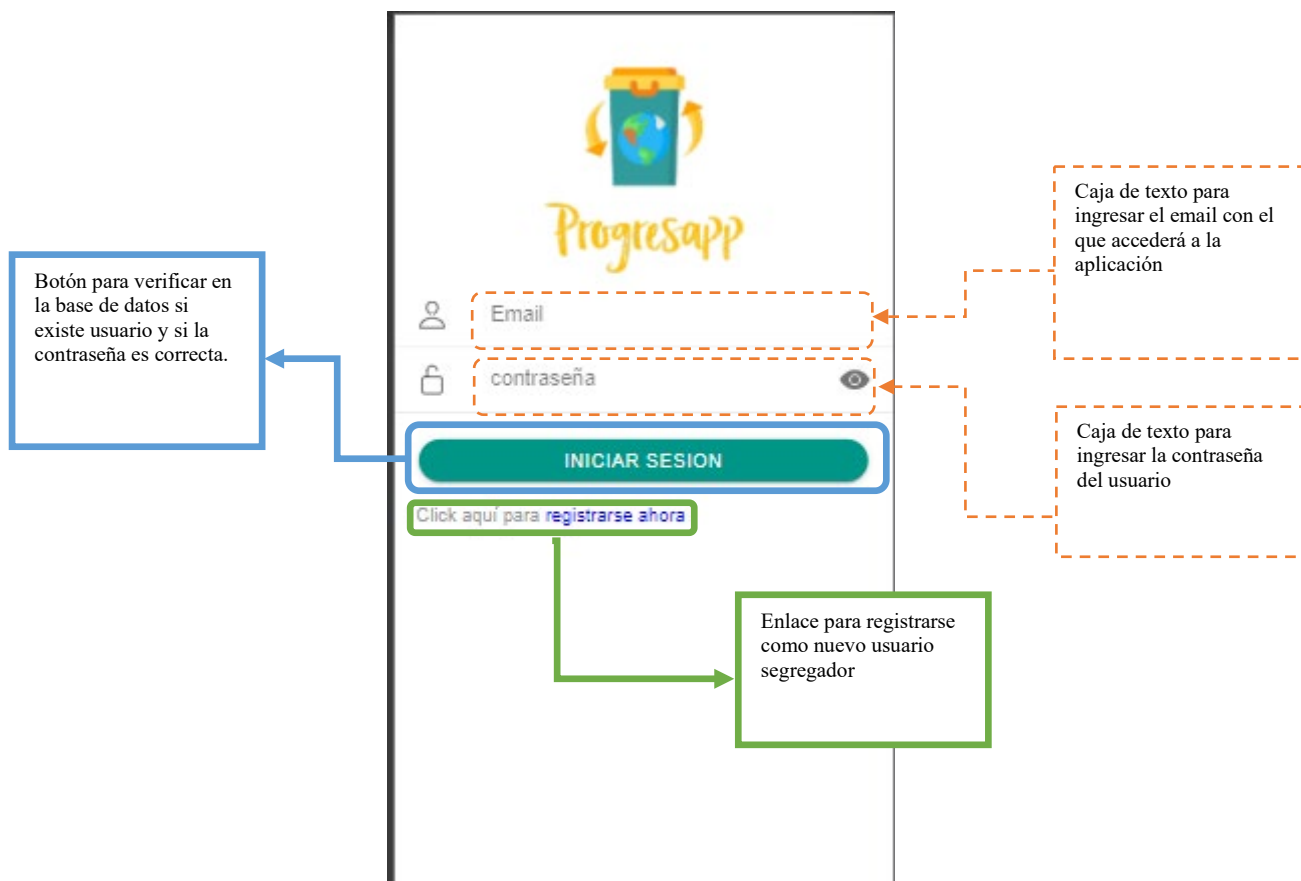 Progresapp
Caja de texto para
ingresar el email con el
que accederá a la
aplicación
Botón para verificar en
la base de datos si
existe usuario y si la
contraseña es correcta.
Email
contraseña
Caja de texto para
ingresar la contraseña
del usuario
INICIAR SESION
Click aquí para registrarse ahora
Enlace para registrarse
como nuevo usuario
segregador